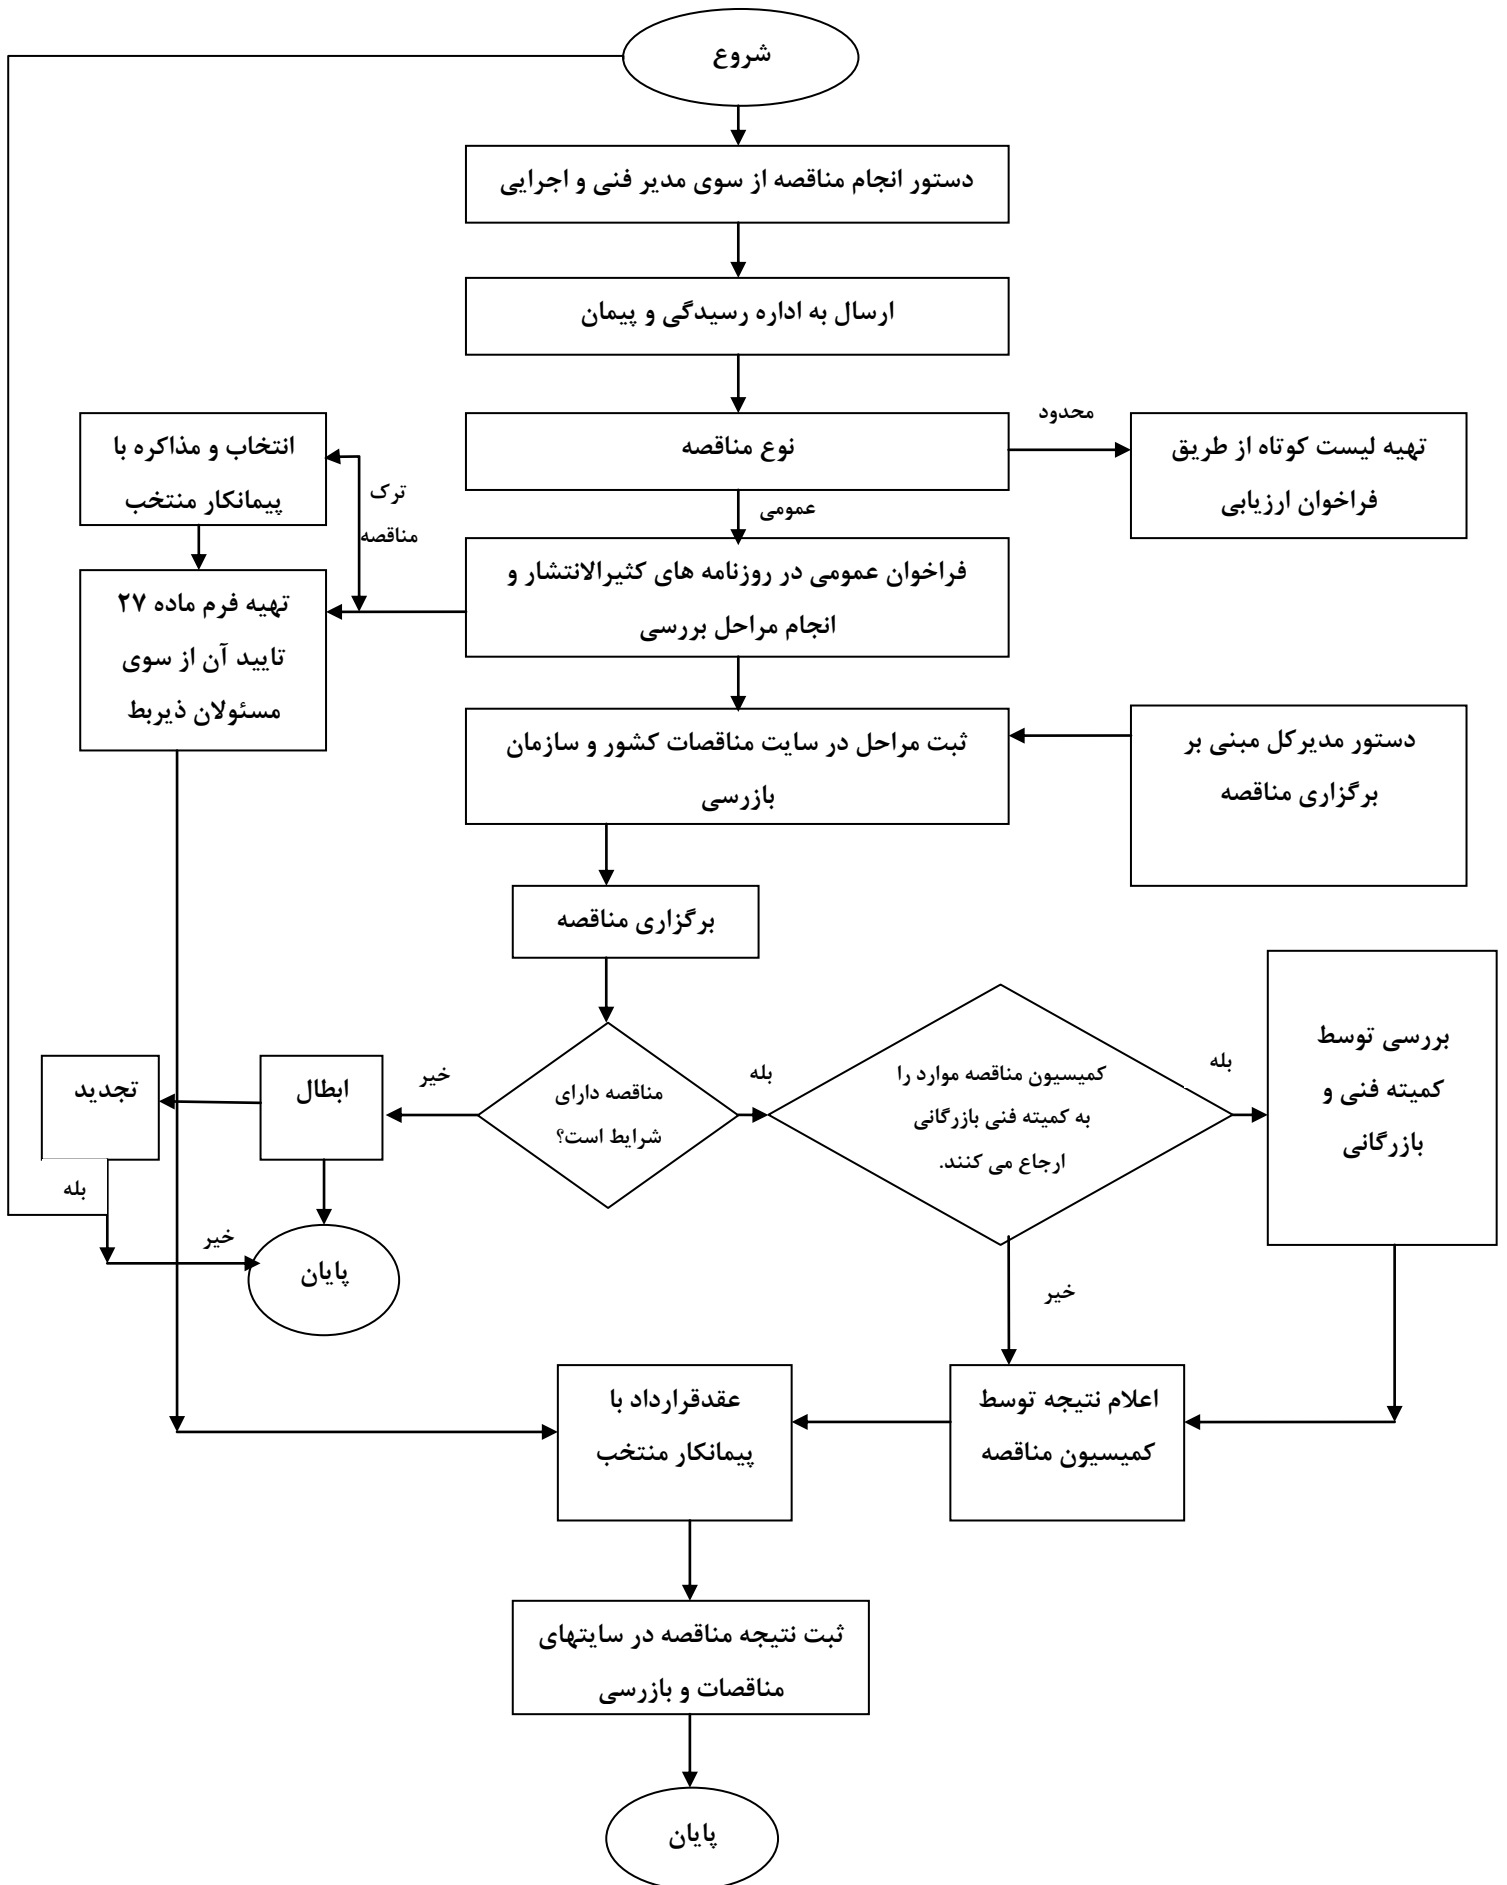 شروع
دستور انجام مناقصه از سوی مدیر فنی و اجرایی
ارسال به اداره رسیدگی و پیمان
محدود
نوع مناقصه
تهیه لیست کوتاه از طریق
فراخوان ارزیابی
انتخاب و مذاکره با
پیمانکار منتخب
ترک
مناقصه
عمومی
فراخوان عمومی در روزنامه های کثیرالانتشار و
انجام مراحل بررسی
تهیه فرم ماده ۲۷
تایید آن از سوی
مسئولان ذیربط
ثبت مراحل در سایت مناقصات کشور و سازمان
بازرسی
دستور مدیرکل مبنی بر
برگزاری مناقصه
برگزاری مناقصه
بررسی توسط
کمیته فنی و
بازرگانی
بله
کمیسیون مناقصه موارد را
به کمیته فنی بازرگانی
ارجاع می کنند.
بله
مناقصه دارای
شرایط است؟
خیر
ابطال
تجدید
بله
خیر
پایان
خیر
اعلام نتیجه توسط
کمیسیون مناقصه
عقدقرارداد با
پیمانکار منتخب
ثبت نتیجه مناقصه در سایتهای
مناقصات و بازرسی
پایان